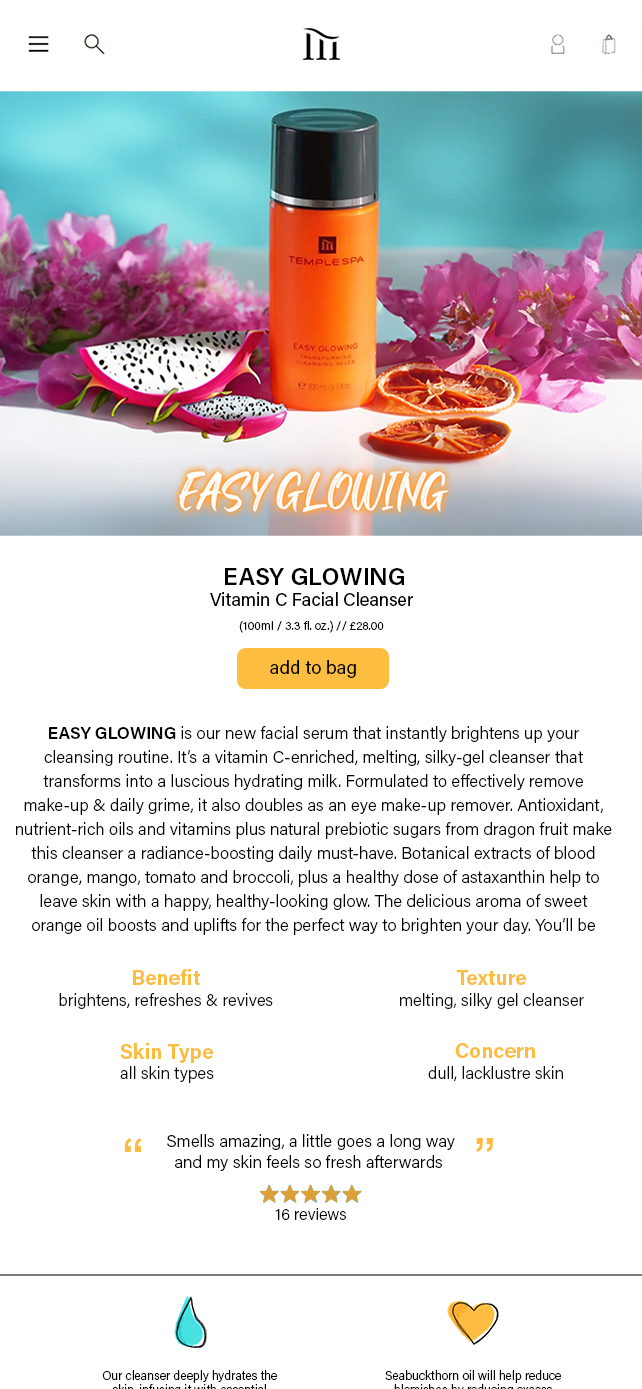 TEMPLESPA
EASY GLOWING
TRANSFORMING
CLEANSING MELTER
EASY GLOWING
EASY GLOWING
Vitamin C Facial Cleanser
(100ml / 3.3 fl. oz.) // £28.00
add to bag
EASY GLOWING is our new facial serum that instantly brightens up your
cleansing routine. It’s a vitamin C-enriched, melting, silky-gel cleanser that
transforms into a luscious hydrating milk. Formulated to effectively remove
make-up & daily grime, it also doubles as an eye make-up remover. Antioxidant,
nutrient-rich oils and vitamins plus natural prebiotic sugars from dragon fruit make
this cleanser a radiance-boosting daily must-have. Botanical extracts of blood
orange, mango, tomato and broccoli, plus a healthy dose of astaxanthin help to
leave skin with a happy, healthy-looking glow. The delicious aroma of sweet
orange oil boosts and uplifts for the perfect way to brighten your day. You’ll be
Benefit
brightens, refreshes & revives
Texture
melting, silky gel cleanser
Skin Type
all skin types
Concern
dull, lacklustre skin
“ Smells amazing, a little goes a long way ”
and my skin feels so fresh afterwards
16 reviews
Our cleanser deeply hydrates the
skin, infusing it with essential
Seabuckthorn oil will help reduce
blemishes by reducing excess